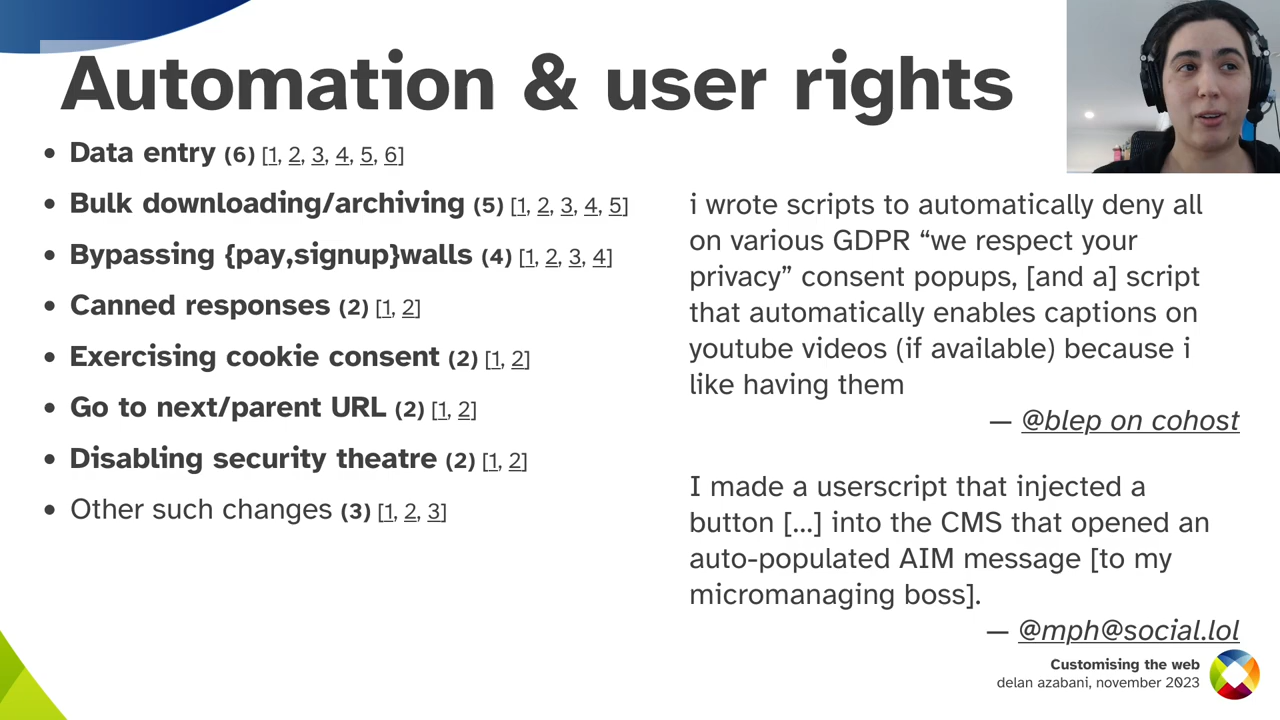 Automation & user rights
• Data entry (6) [1, 2, 3, 4, 5, 6]
• Bulk downloading/archiving (5) [1, 2, 3, 4, 5]
• Bypassing {pay,signup}walls (4) [1, 2, 3, 4]
• Canned responses (2) [1, 2]
• Exercising cookie consent (2) [1, 2]
• Go to next/parent URL (2) [1, 2]
• Disabling security theatre (2) [1, 2]
• Other such changes (3) [1, 2, 3]
i wrote scripts to automatically deny all
on various GDPR “we respect your
privacy” consent popups, [and a] script
that automatically enables captions on
youtube videos (if available) because i
like having them
— @blep on cohost
I made a userscript that injected a
button [...] into the CMS that opened an
auto-populated AIM message [to my
micromanaging boss].
— @mph@social.lol
Customising the web
delan azabani, november 2023